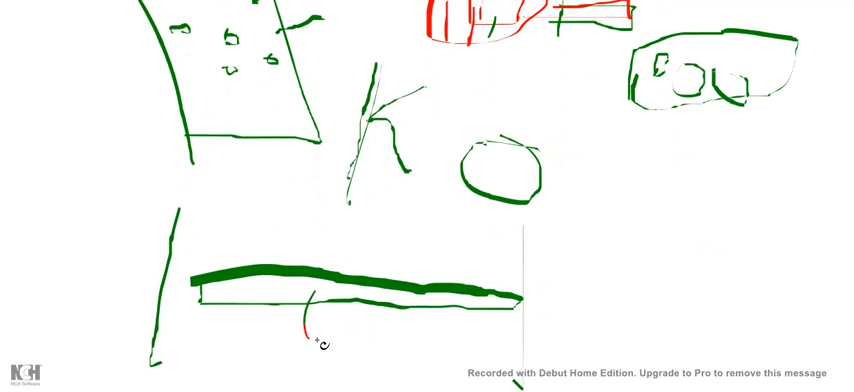 K O
NCH
NCH Software
Recorded with Debut Home Edition. Upgrade to Pro to remove this message